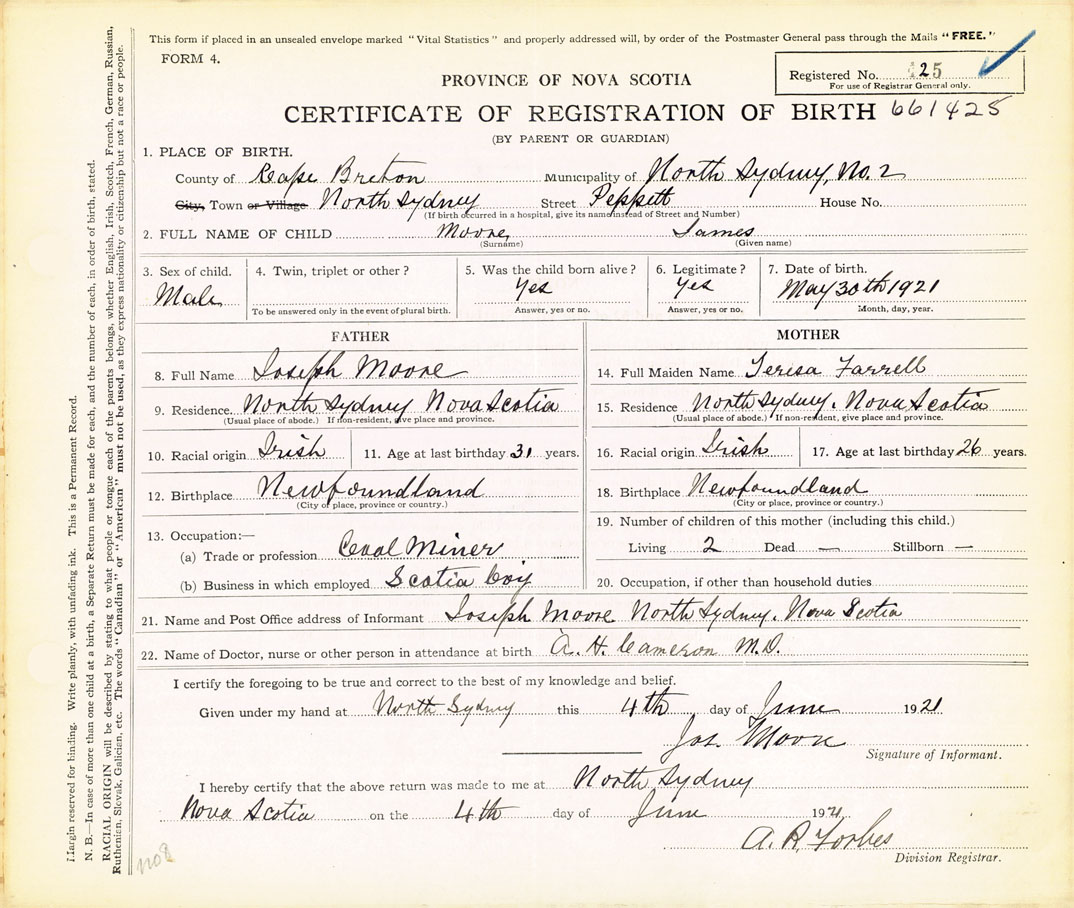 This form if placed in an unsealed envelope marked "Vital Statistics" and properly addressed will, by order of the Postmaster General pass through the Mails "FREE."
FORM 4.
Registered No. 425
For use of Registrar General only.
PROVINCE OF NOVA SCOTIA
CERTIFICATE OF REGISTRATION OF BIRTH 661425
(BY PARENT OR GUARDIAN)
1. PLACE OF BIRTH.
County of Cape Breton Municipality of North Sydney, No. 2
City, Town or Village North Sydney Street Peppett House No.
(If birth occurred in a hospital, give its name instead of Street and Number)
2. FULL NAME OF CHILD Moore, James
(Surname) (Given name)
3. Sex of child. 4. Twin, triplet or other? 5. Was the child born alive? 6. Legitimate? 7. Date of birth.
Male Yes Yes May 30th 1921
To be answered only in the event of plural birth. Answer, yes or no. Answer, yes or no. Month, day, year.
FATHER
8. Full Name Joseph Moore
9. Residence North Sydney Nova Scotia
(Usual place of abode.) If non-resident, give place and province.
10. Racial origin Irish 11. Age at last birthday 31 years.
12. Birthplace Newfoundland
(City or place, province or country.)
13. Occupation:—
(a) Trade or profession Coal Miner
(b) Business in which employed Scotia Coy
MOTHER
14. Full Maiden Name Teresa Farrell
15. Residence North Sydney. Nova Scotia
(Usual place of abode.) If non-resident, give place and province.
16. Racial origin Irish 17. Age at last birthday 26 years.
18. Birthplace Newfoundland
(City or place, province or country.)
19. Number of children of this mother (including this child.)
Living 2 Dead — Stillborn —
20. Occupation, if other than household duties
21. Name and Post Office address of Informant Joseph Moore North Sydney. Nova Scotia
22. Name of Doctor, nurse or other person in attendance at birth A. H. Cameron M.D.
I certify the foregoing to be true and correct to the best of my knowledge and belief.
Given under my hand at North Sydney this 4th day of June 1921
Jos. Moore
Signature of Informant.
I hereby certify that the above return was made to me at North Sydney
Nova Scotia on the 4th day of June 1921
A. R. Forbes
Division Registrar.
Margin reserved for binding. Write plainly, with unfading ink. This is a Permanent Record.
N. B.—In case of more than one child at a birth, a Separate Return must be made for each, and the number of each, in order of birth, stated.
RACIAL ORIGIN will be described by stating to what people or tongue each of the parents belongs, whether English, Irish, Scotch, French, German, Russian,
Ruthenian, Slovak, Galician, etc. The words "Canadian" or "American" must not be used, as they express nationality or citizenship but not a race or people.